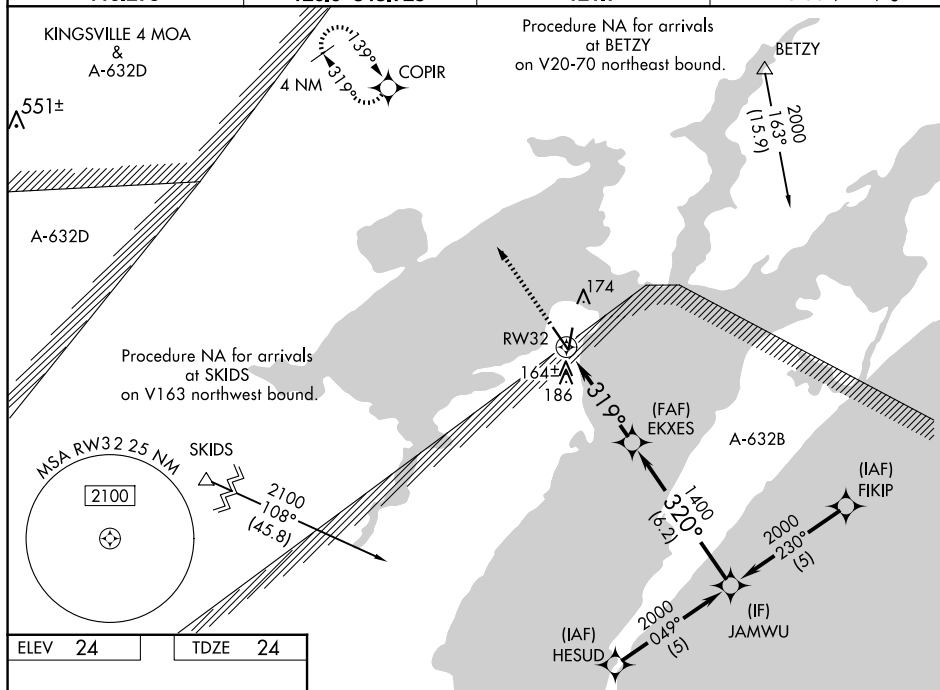 KINGSVILLE 4 MOA
&
A-632D
551±
A-632D
4 NM
139°
319°
COPIR
Procedure NA for arrivals
at BETZY
on V20-70 northeast bound.
BETZY
2000
163°
(15.9)
174
RW32
164±
186
Procedure NA for arrivals
at SKIDS
on V163 northwest bound.
319°
(FAF)
EKXES
A-632B
MSA RW32 25 NM
2100
SKIDS
2100
108°
(45.8)
1400
320°
(6.2)
(IAF)
FIKIP
2000
230°
(5)
(IF)
JAMWU
2000
049°
(5)
(IAF)
HESUD
ELEV 24
TDZE 24